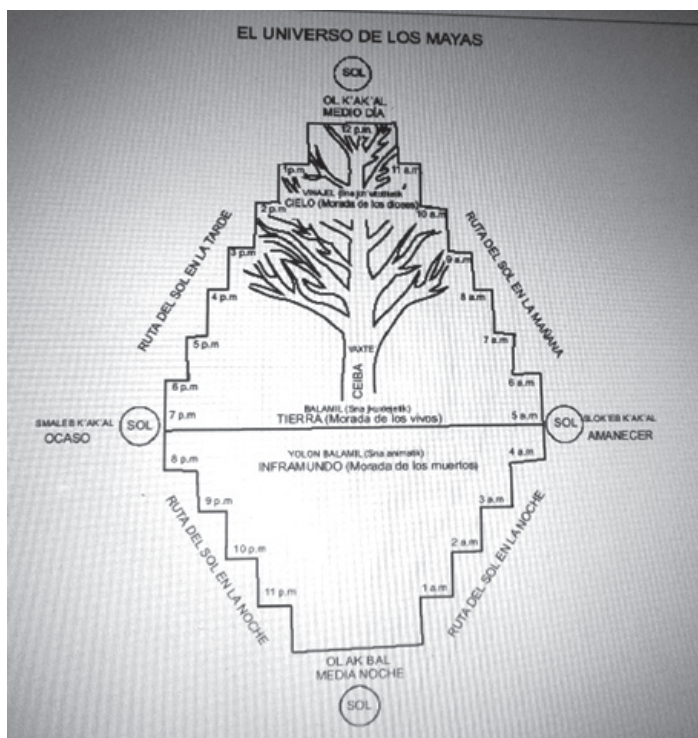 EL UNIVERSO DE LOS MAYAS
SOL
OL K'AK'AL
MEDIO DÍA
12 p.m.
1 p.m
11 a.m
CIELO (Morada de los dioses)
2 p.m
10 a.m
RUTA DEL SOL EN LA TARDE
RUTA DEL SOL EN LA MAÑANA
3 p.m
9 a.m
4 p.m
8 a.m
5 p.m
7 a.m
YAXTE
CEIBA
6 p.m
6 a.m
BALAMIL (Sna jkuxlejetik)
7 p.m
TIERRA (Morada de los vivos)
5 a.m
SMALEB K'AK'AL
OCASO
SOL
SOL
SLOK'EB K'AK'AL
AMANECER
YOLON BALAMIL (Sna animatik)
8 p.m
INFRAMUNDO (Morada de los muertos)
4 a.m
9 p.m
3 a.m
RUTA DEL SOL EN LA NOCHE
RUTA DEL SOL EN LA NOCHE
10 p.m
2 a.m
11 p.m
1 a.m
OL AK BAL
MEDIA NOCHE
SOL